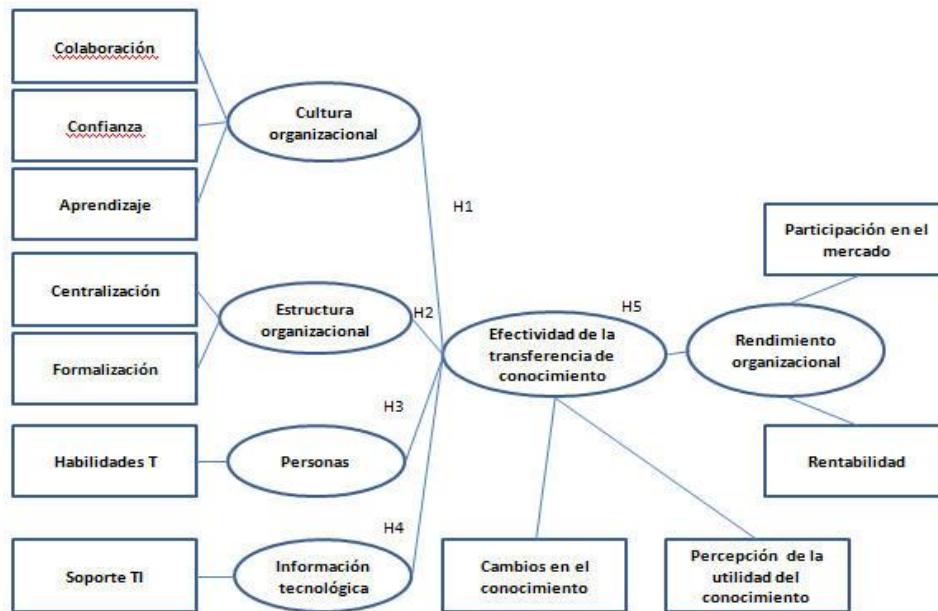 Colaboración
Confianza
Aprendizaje
Cultura
organizacional
H1
Centralización
Formalización
Estructura
organizacional
H2
Habilidades T
Personas
H3
Soporte TI
Información
tecnológica
H4
Efectividad de la
transferencia de
conocimiento
H5
Participación en el
mercado
Rendimiento
organizacional
Rentabilidad
Cambios en el
conocimiento
Percepción de la
utilidad del
conocimiento